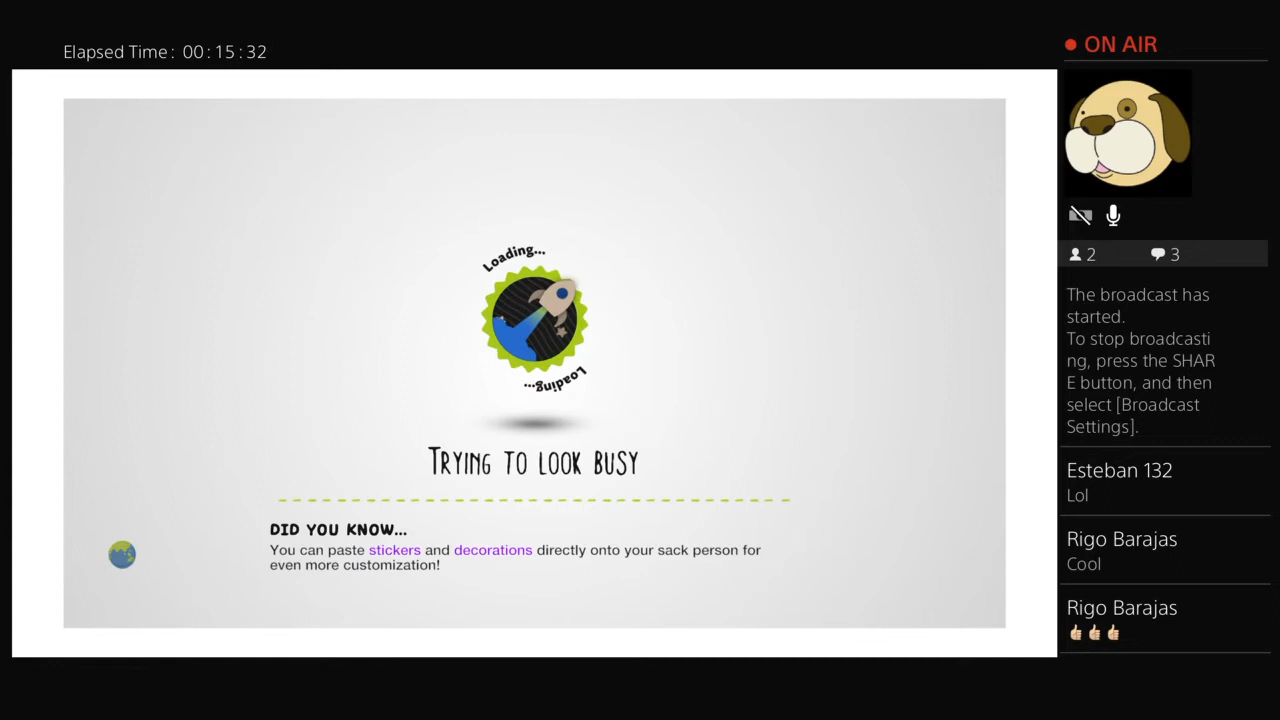 Elapsed Time: 00:15:32
ON AIR
2
3
Loading...
Loading...
TRYING TO LOOK BUSY
DID YOU KNOW...
You can paste stickers and decorations directly onto your sack person for
even more customization!
The broadcast has
started.
To stop broadcasti
ng, press the SHAR
E button, and then
select [Broadcast
Settings].
Esteban 132
Lol
Rigo Barajas
Cool
Rigo Barajas
👍🏼👍🏼👍🏼